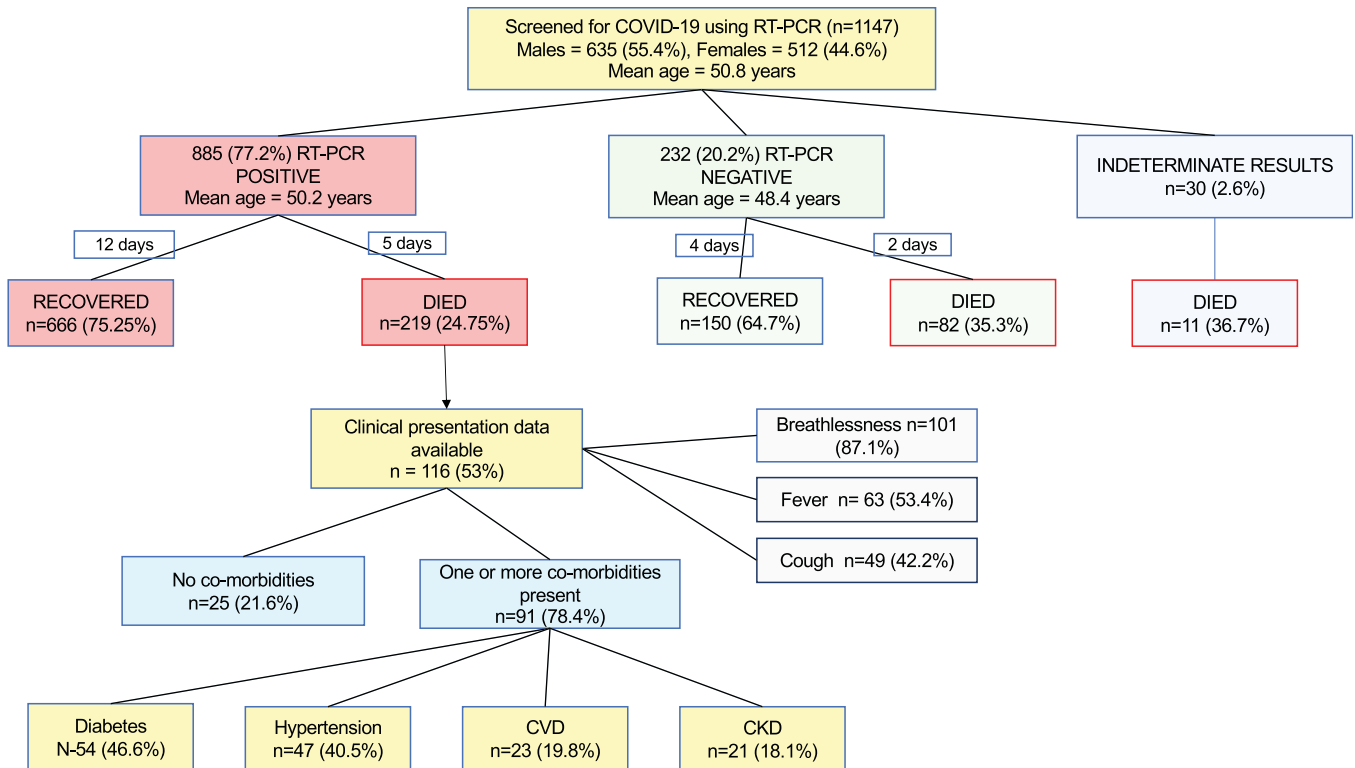 Screened for COVID-19 using RT-PCR (n=1147)
Males = 635 (55.4%), Females = 512 (44.6%)
Mean age = 50.8 years
885 (77.2%) RT-PCR
POSITIVE
Mean age = 50.2 years
232 (20.2%) RT-PCR
NEGATIVE
Mean age = 48.4 years
INDETERMINATE RESULTS
n=30 (2.6%)
12 days
5 days
4 days
2 days
RECOVERED
n=666 (75.25%)
DIED
n=219 (24.75%)
RECOVERED
n=150 (64.7%)
DIED
n=82 (35.3%)
DIED
n=11 (36.7%)
Clinical presentation data
available
n = 116 (53%)
Breathlessness n=101
(87.1%)
Fever n= 63 (53.4%)
Cough n=49 (42.2%)
No co-morbidities
n=25 (21.6%)
One or more co-morbidities
present
n=91 (78.4%)
Diabetes
N-54 (46.6%)
Hypertension
n=47 (40.5%)
CVD
n=23 (19.8%)
CKD
n=21 (18.1%)